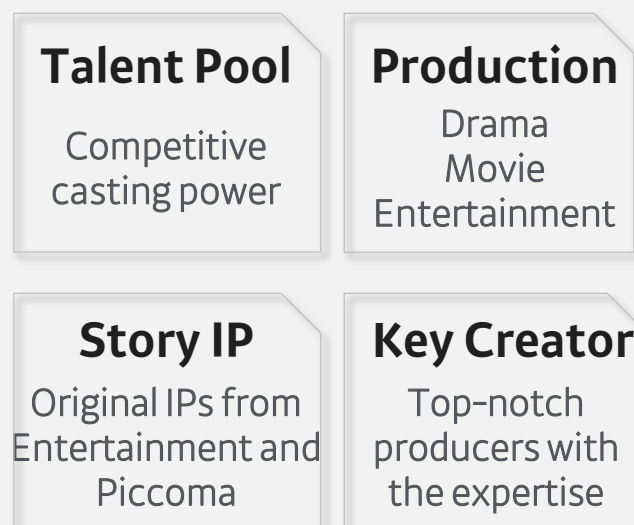 Talent Pool
Competitive
casting power
Production
Drama
Movie
Entertainment
Story IP
Original IPs from
Entertainment and
Piccoma
Key Creator
Top-notch
producers with
the expertise